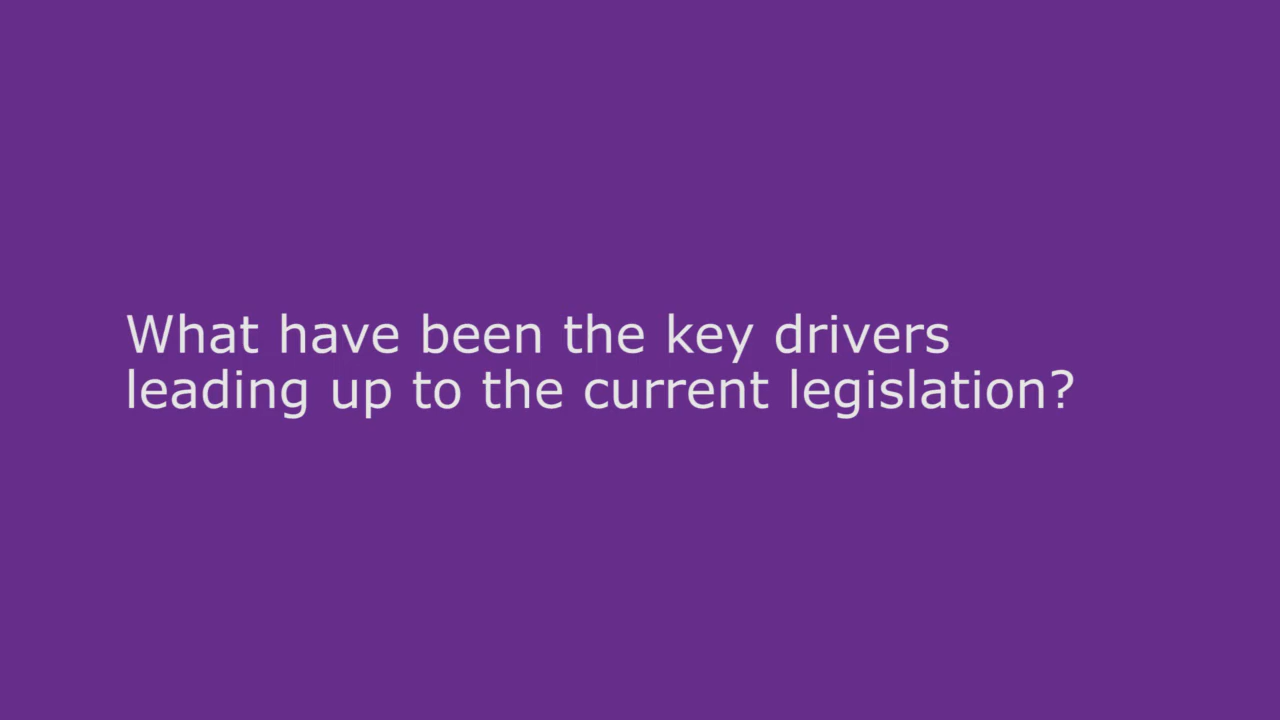 What have been the key drivers
leading up to the current legislation?